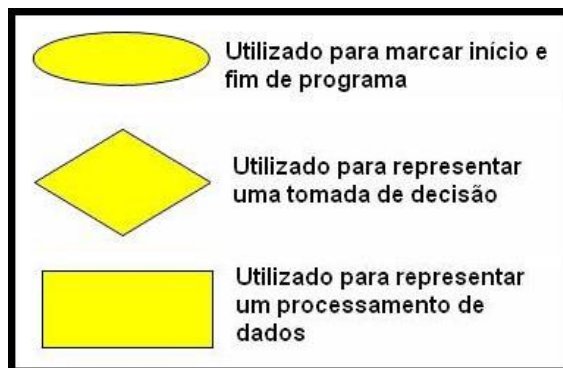 Utilizado para marcar início e
fim de programa
Utilizado para representar
uma tomada de decisão
Utilizado para representar
um processamento de
dados